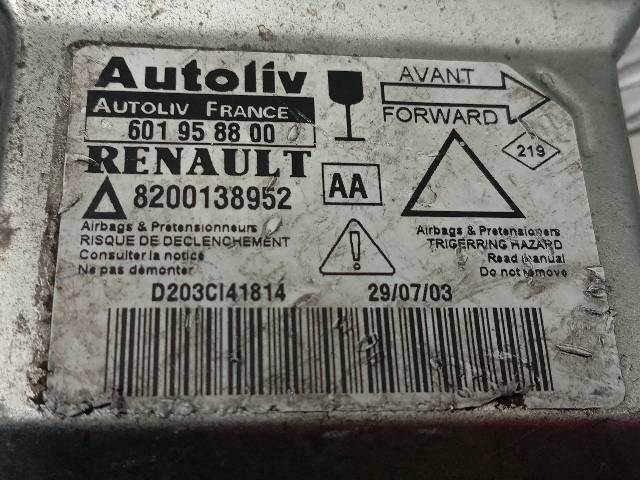 Autoliv
AUTOLIV FRANCE
601 95 88 00
RENAULT
8200138952
AVANT
FORWARD
219
AA
Airbags & Pretensionneurs
RISQUE DE DECLENCHEMENT
Consulter la notice
Ne pas démonter
Airbags & Pretensioners
TRIGERRING HAZARD
Read manual
Do not remove
D203CI41814
29/07/03